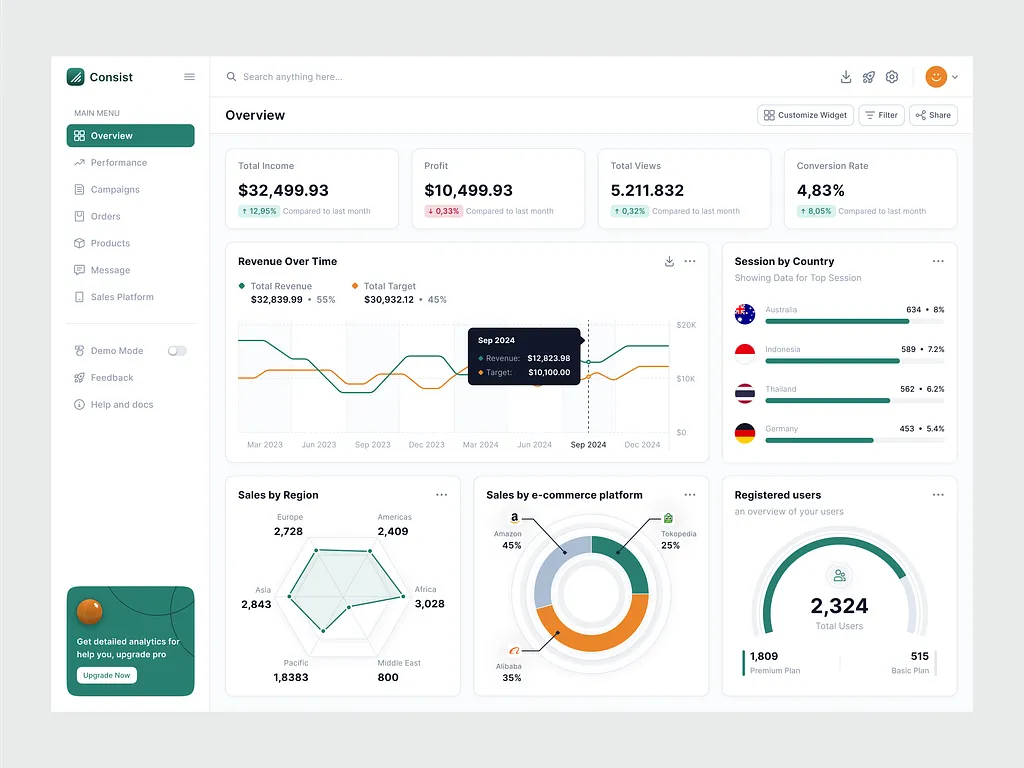 Consist
Search anything here...
MAIN MENU
Overview
Performance
Campaigns
Orders
Products
Message
Sales Platform
Demo Mode
Feedback
Help and docs
Get detailed analytics for
help you, upgrade pro
Upgrade Now
Overview
Customize Widget
Filter
Share
Total Income
$32,499.93
↑ 12,95% Compared to last month
Profit
$10,499.93
↓ 0,33% Compared to last month
Total Views
5.211.832
↑ 0,32% Compared to last month
Conversion Rate
4,83%
↑ 8,05% Compared to last month
Revenue Over Time
Total Revenue
$32,839.99 • 55%
Total Target
$30,932.12 • 45%
$20K
$10K
$0
Sep 2024
Revenue: $12,823.98
Target: $10,100.00
Mar 2023 Jun 2023 Sep 2023 Dec 2023 Mar 2024 Jun 2024 Sep 2024 Dec 2024
Session by Country
Showing Data for Top Session
Australia 634 • 8%
Indonesia 589 • 7.2%
Thailand 562 • 6.2%
Germany 453 • 5.4%
Sales by Region
Europe
2,728
Americas
2,409
Asia
2,843
Africa
3,028
Pacific
1,8383
Middle East
800
Sales by e-commerce platform
a
Amazon
45%
Tokopedia
25%
Alibaba
35%
Registered users
an overview of your users
2,324
Total Users
1,809
Premium Plan
515
Basic Plan